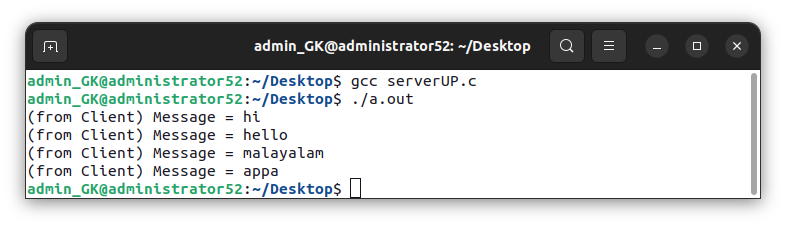 admin_GK@administrator52: ~/Desktop
admin_GK@administrator52:~/Desktop$ gcc serverUP.c
admin_GK@administrator52:~/Desktop$ ./a.out
(from Client) Message = hi
(from Client) Message = hello
(from Client) Message = malayalam
(from Client) Message = appa
admin_GK@administrator52:~/Desktop$